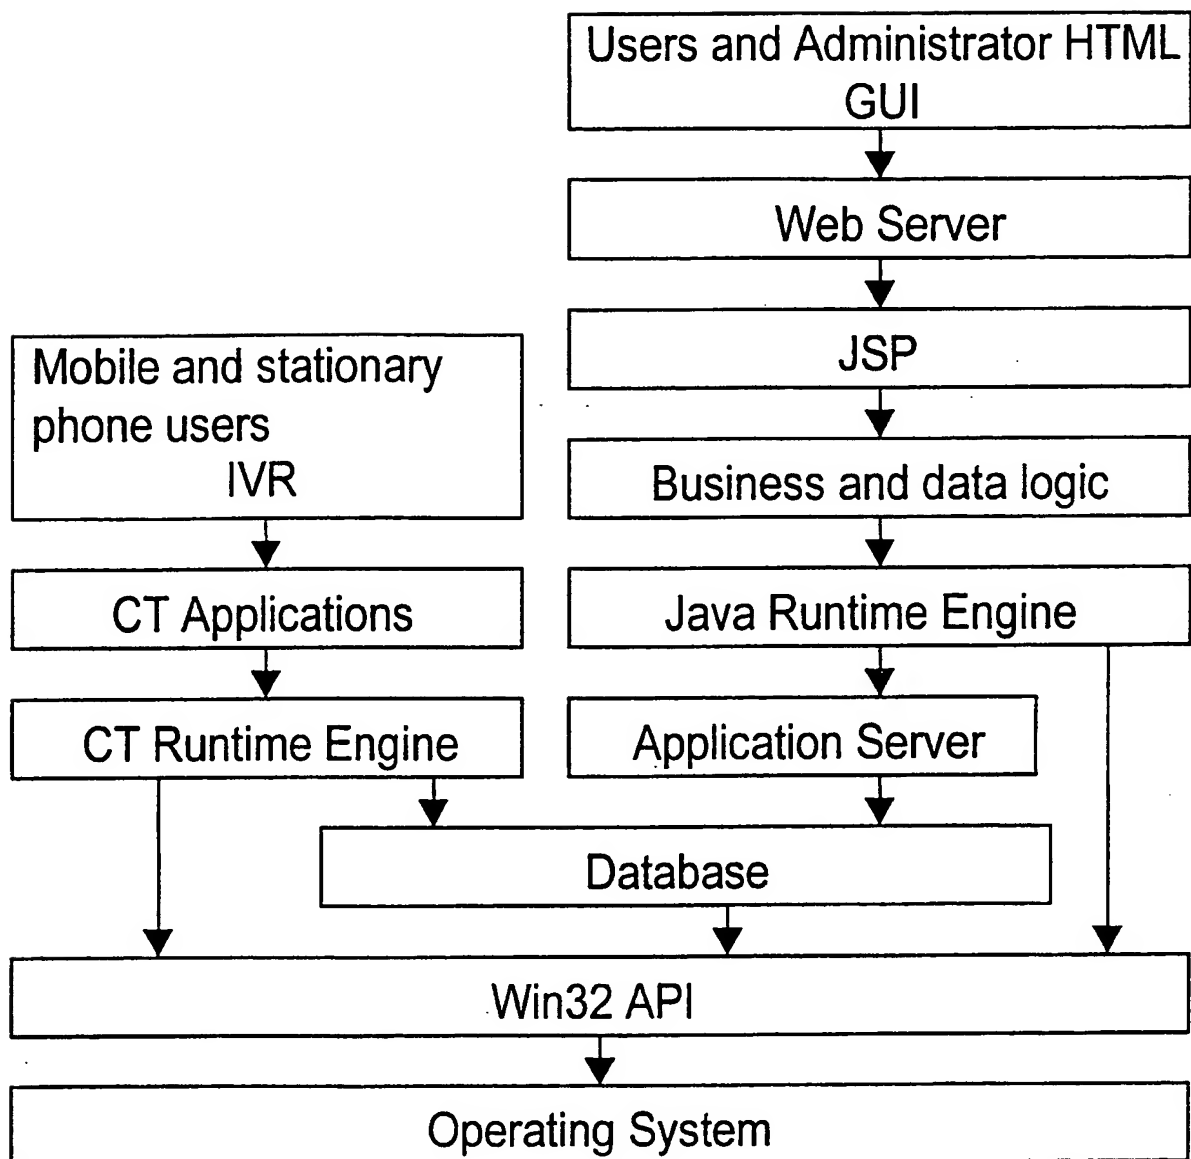 Users and Administrator HTML
GUI
Web Server
JSP
Mobile and stationary
phone users
IVR
Business and data logic
CT Applications
Java Runtime Engine
CT Runtime Engine
Application Server
Database
Win32 API
Operating System